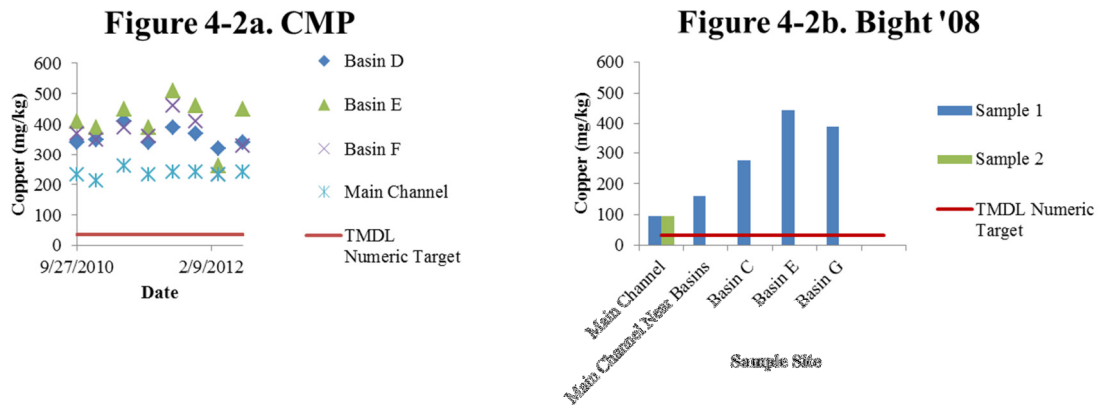 Figure 4-2a. CMP
Copper (mg/kg)
600
500
400
300
200
100
0
9/27/2010
2/9/2012
Date
Basin D
Basin E
Basin F
Main Channel
TMDL
Numeric Target
Figure 4-2b. Bight '08
Copper (mg/kg)
600
500
400
300
200
100
0
Main Channel
Main Channel Near Basins
Basin C
Basin E
Basin G
Sample Site
Sample 1
Sample 2
TMDL Numeric
Target